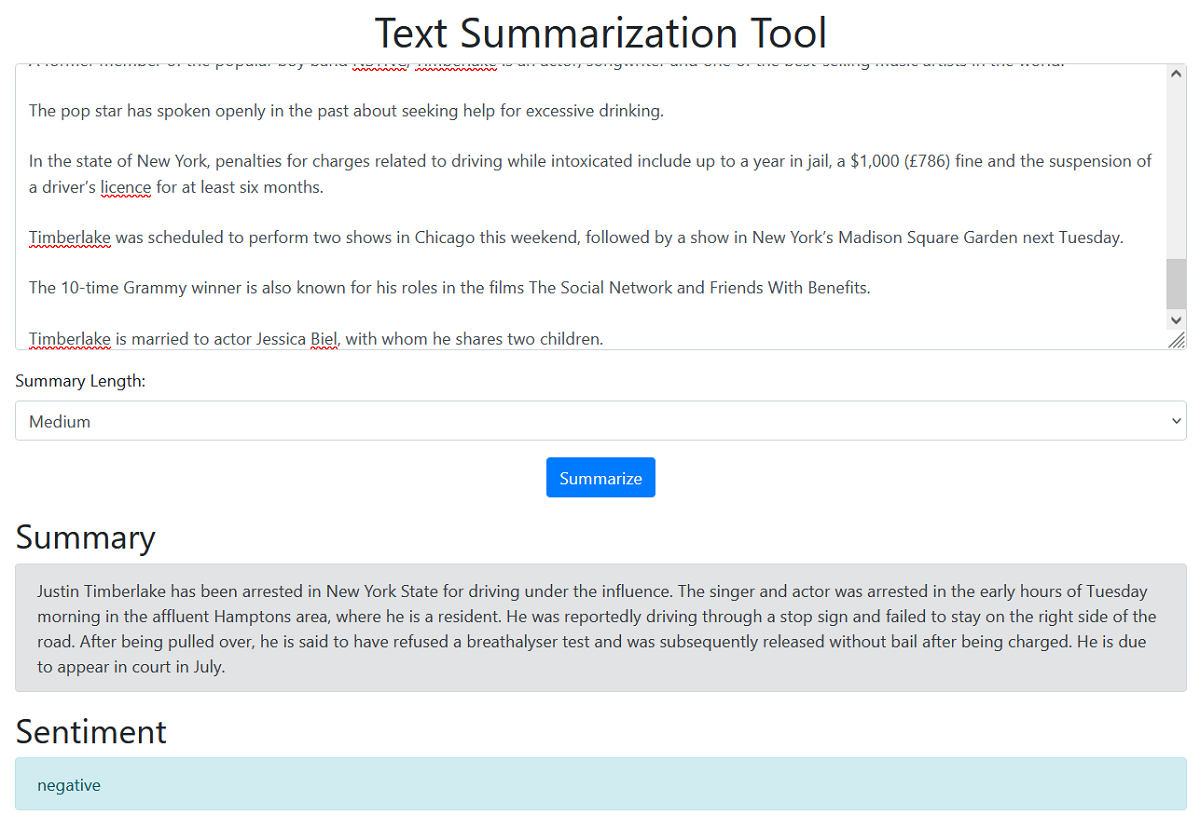 Text Summarization Tool
A former member of the popular boy band NSYNC, Timberlake is an actor, songwriter and one of the best-selling music artists in the world.
The pop star has spoken openly in the past about seeking help for excessive drinking.
In the state of New York, penalties for charges related to driving while intoxicated include up to a year in jail, a $1,000 (£786) fine and the suspension of
a driver’s licence for at least six months.
Timberlake was scheduled to perform two shows in Chicago this weekend, followed by a show in New York’s Madison Square Garden next Tuesday.
The 10-time Grammy winner is also known for his roles in the films The Social Network and Friends With Benefits.
Timberlake is married to actor Jessica Biel, with whom he shares two children.
Summary Length:
Medium
Summarize
Summary
Justin Timberlake has been arrested in New York State for driving under the influence. The singer and actor was arrested in the early hours of Tuesday
morning in the affluent Hamptons area, where he is a resident. He was reportedly driving through a stop sign and failed to stay on the right side of the
road. After being pulled over, he is said to have refused a breathalyser test and was subsequently released without bail after being charged. He is due
to appear in court in July.
Sentiment
negative